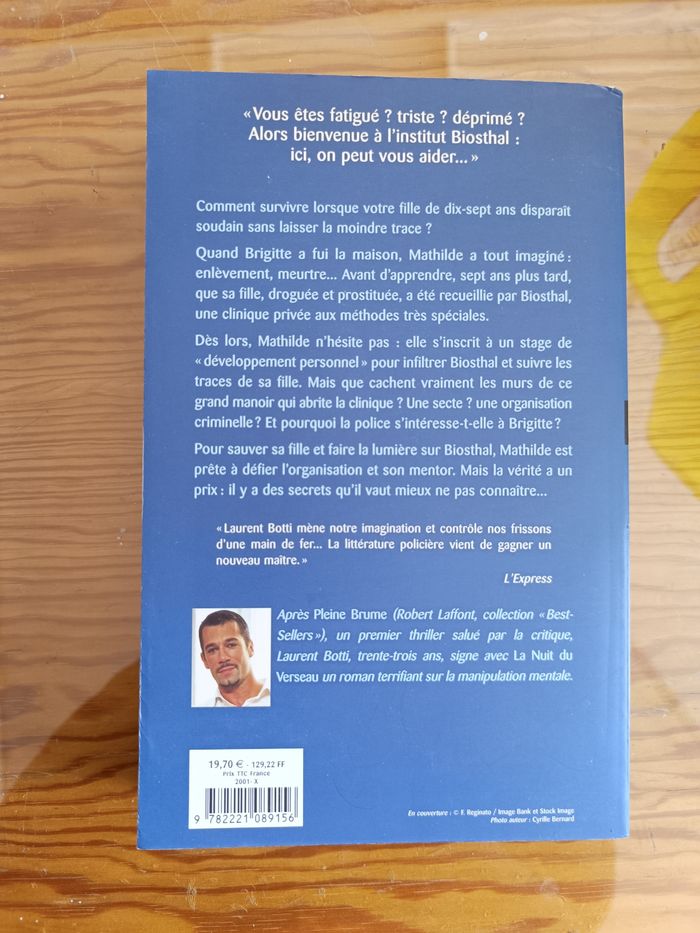 « Vous êtes fatigué ? triste ? déprimé ?
Alors bienvenue à l'institut Biosthal :
ici, on peut vous aider... »
Comment survivre lorsque votre fille de dix-sept ans disparaît
soudain sans laisser la moindre trace ?
Quand Brigitte a fui la maison, Mathilde a tout imaginé :
enlèvement, meurtre... Avant d'apprendre, sept ans plus tard,
que sa fille, droguée et prostituée, a été recueillie par Biosthal,
une clinique privée aux méthodes très spéciales.
Dès lors, Mathilde n'hésite pas : elle s'inscrit à un stage de
« développement personnel » pour infiltrer Biosthal et suivre les
traces de sa fille. Mais que cachent vraiment les murs de ce
grand manoir qui abrite la clinique ? Une secte ? une organisation
criminelle ? Et pourquoi la police s'intéresse-t-elle à Brigitte ?
Pour sauver sa fille et faire la lumière sur Biosthal, Mathilde est
prête à défier l'organisation et son mentor. Mais la vérité a un
prix : il y a des secrets qu'il vaut mieux ne pas connaître...
« Laurent Botti mène notre imagination et contrôle nos frissons
d'une main de fer... La littérature policière vient de gagner un
nouveau maître. »
L'Express
Après Pleine Brume (Robert Laffont, collection « Best-
Sellers »), un premier thriller salué par la critique,
Laurent Botti, trente-trois ans, signe avec La Nuit du
Verseau un roman terrifiant sur la manipulation mentale.
19,70 € - 129,22 FF
Prix TTC France
2001- X
9 782221 089156
En couverture : © F. Reginato / Image Bank et Stock Image
Photo auteur : Cyrille Bernard